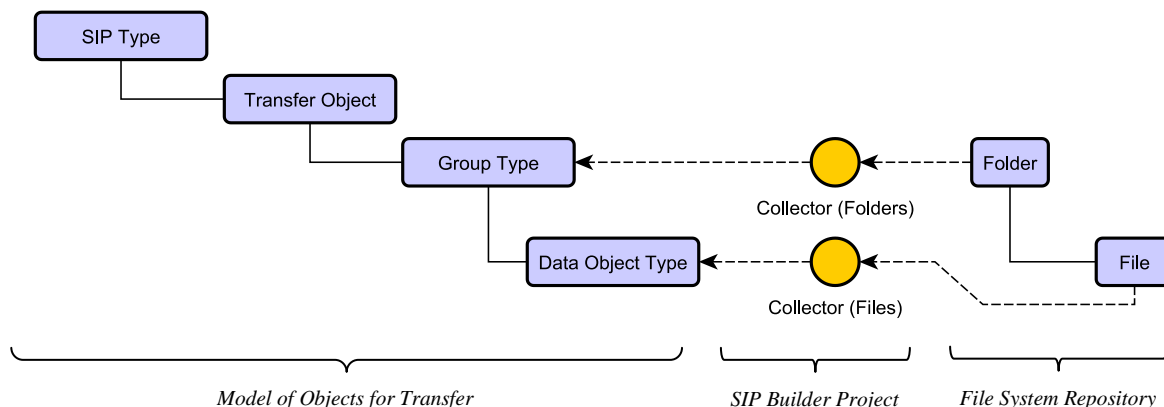 SIP Type
Transfer Object
Group Type
Folder
Collector (Folders)
Data Object Type
File
Collector (Files)
Model of Objects for Transfer
SIP Builder Project
File System Repository